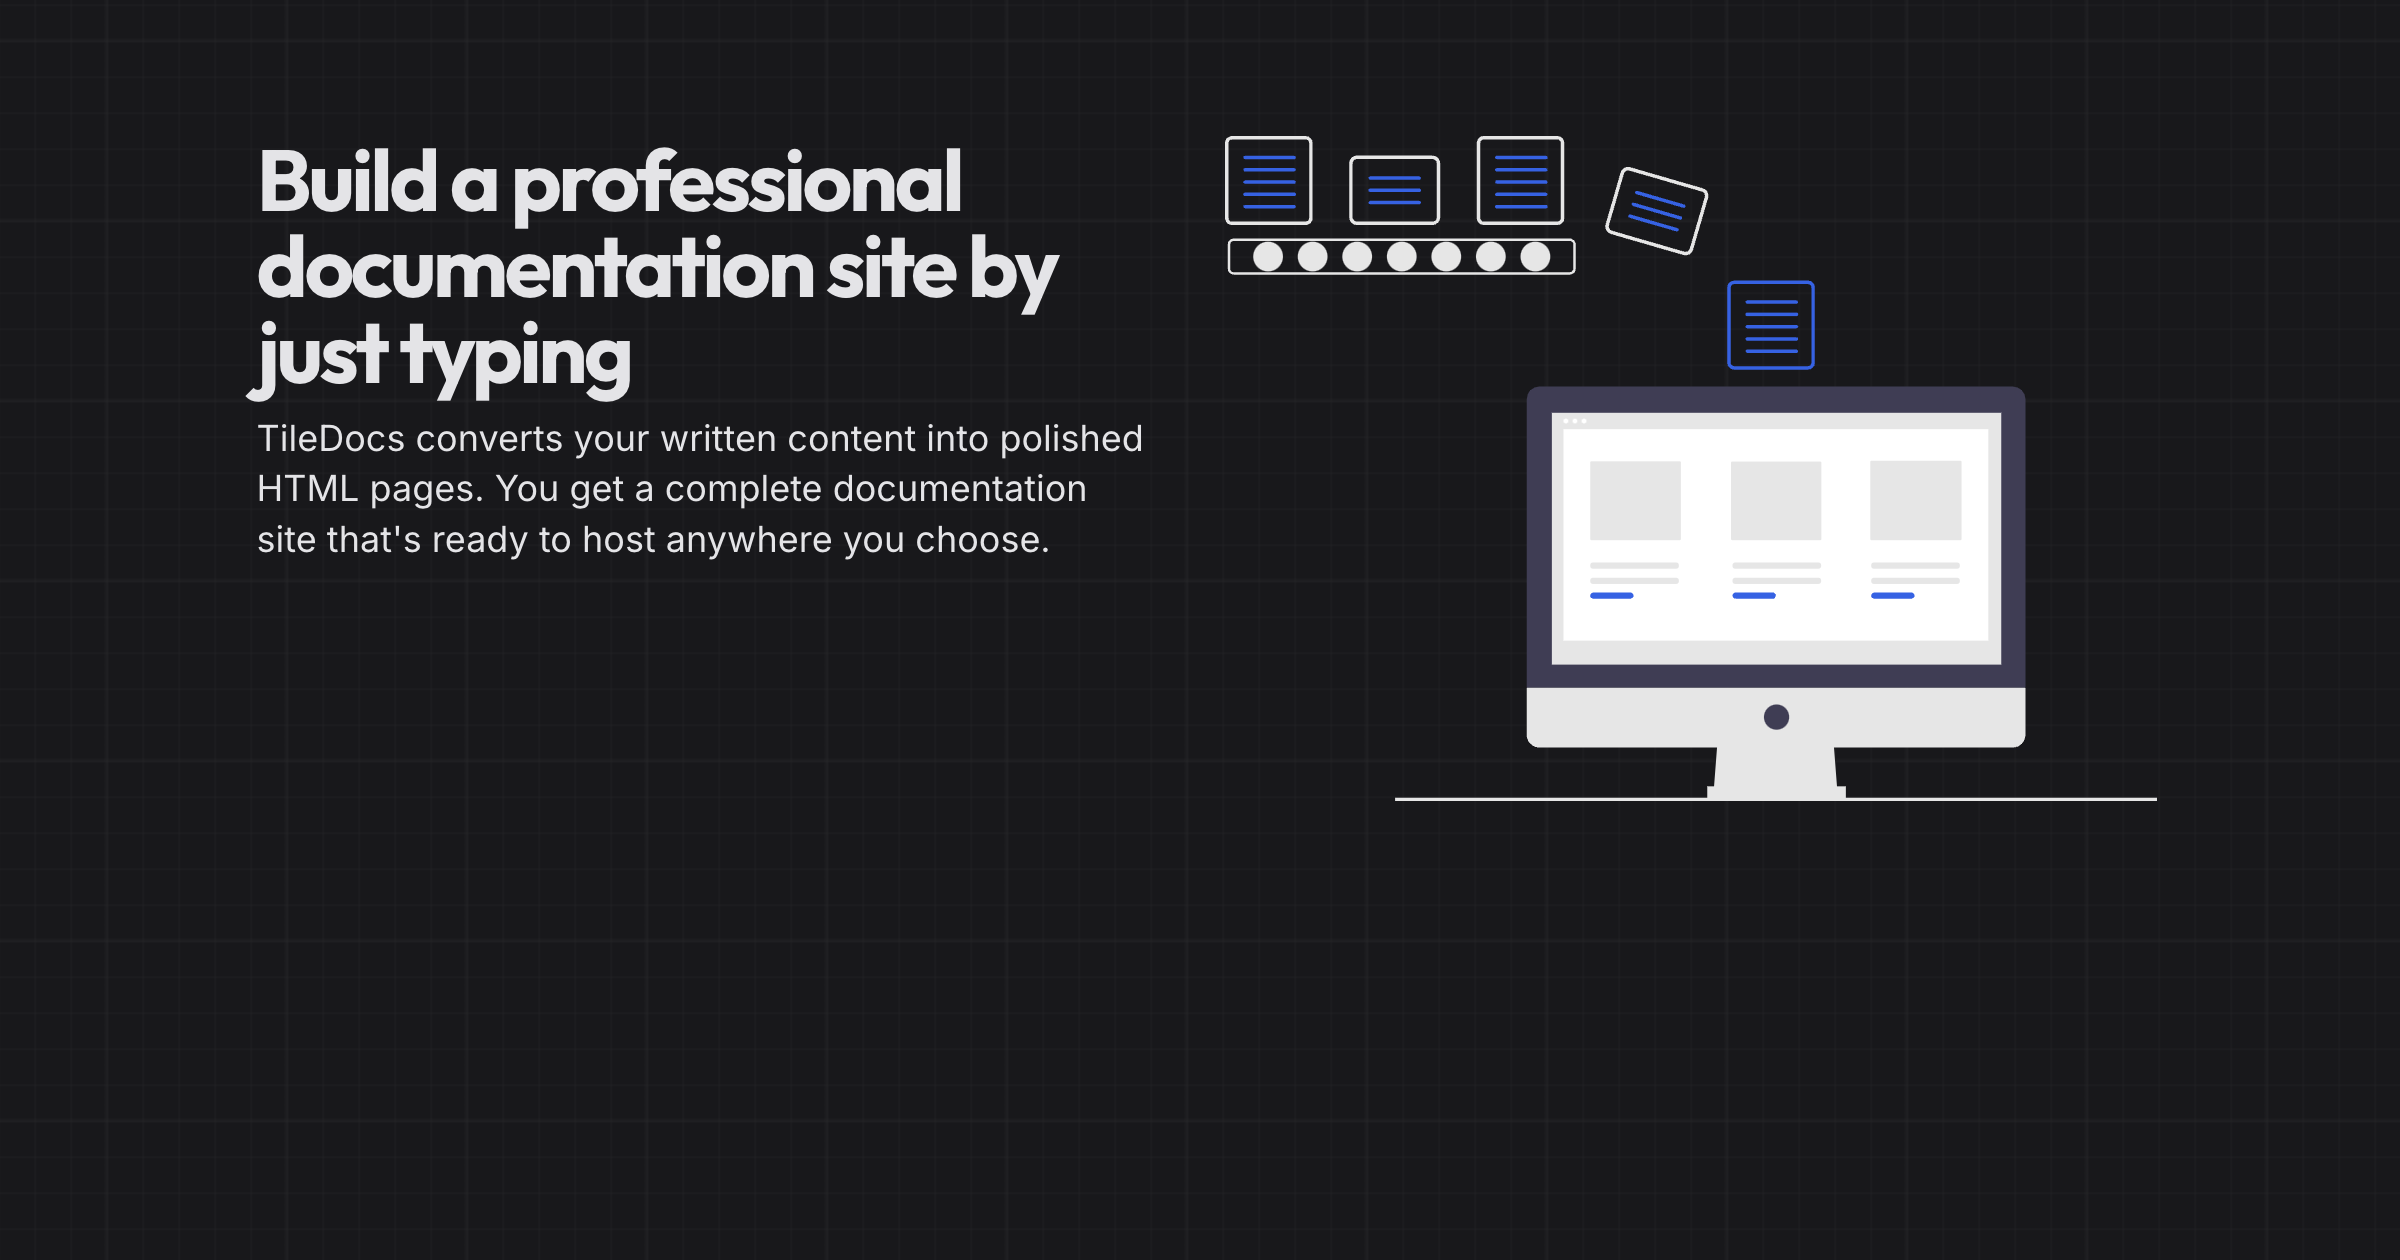 Build a professional
documentation site by
just typing
TileDocs converts your written content into polished
HTML pages. You get a complete documentation
site that's ready to host anywhere you choose.